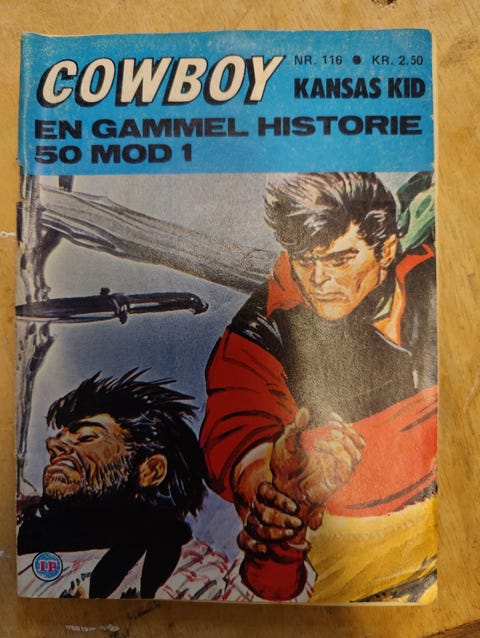 COWBOY
NR. 116 ● KR. 2.50
KANSAS KID
EN GAMMEL HISTORIE
50 MOD 1
I.P.